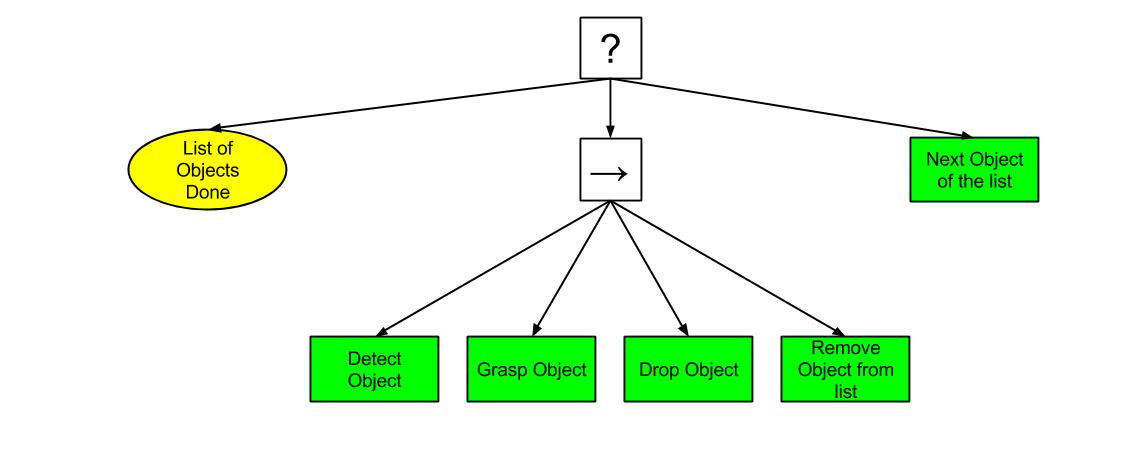 ?
List of
Objects
Done
→
Next Object
of the list
Detect
Object
Grasp Object
Drop Object
Remove
Object from
list